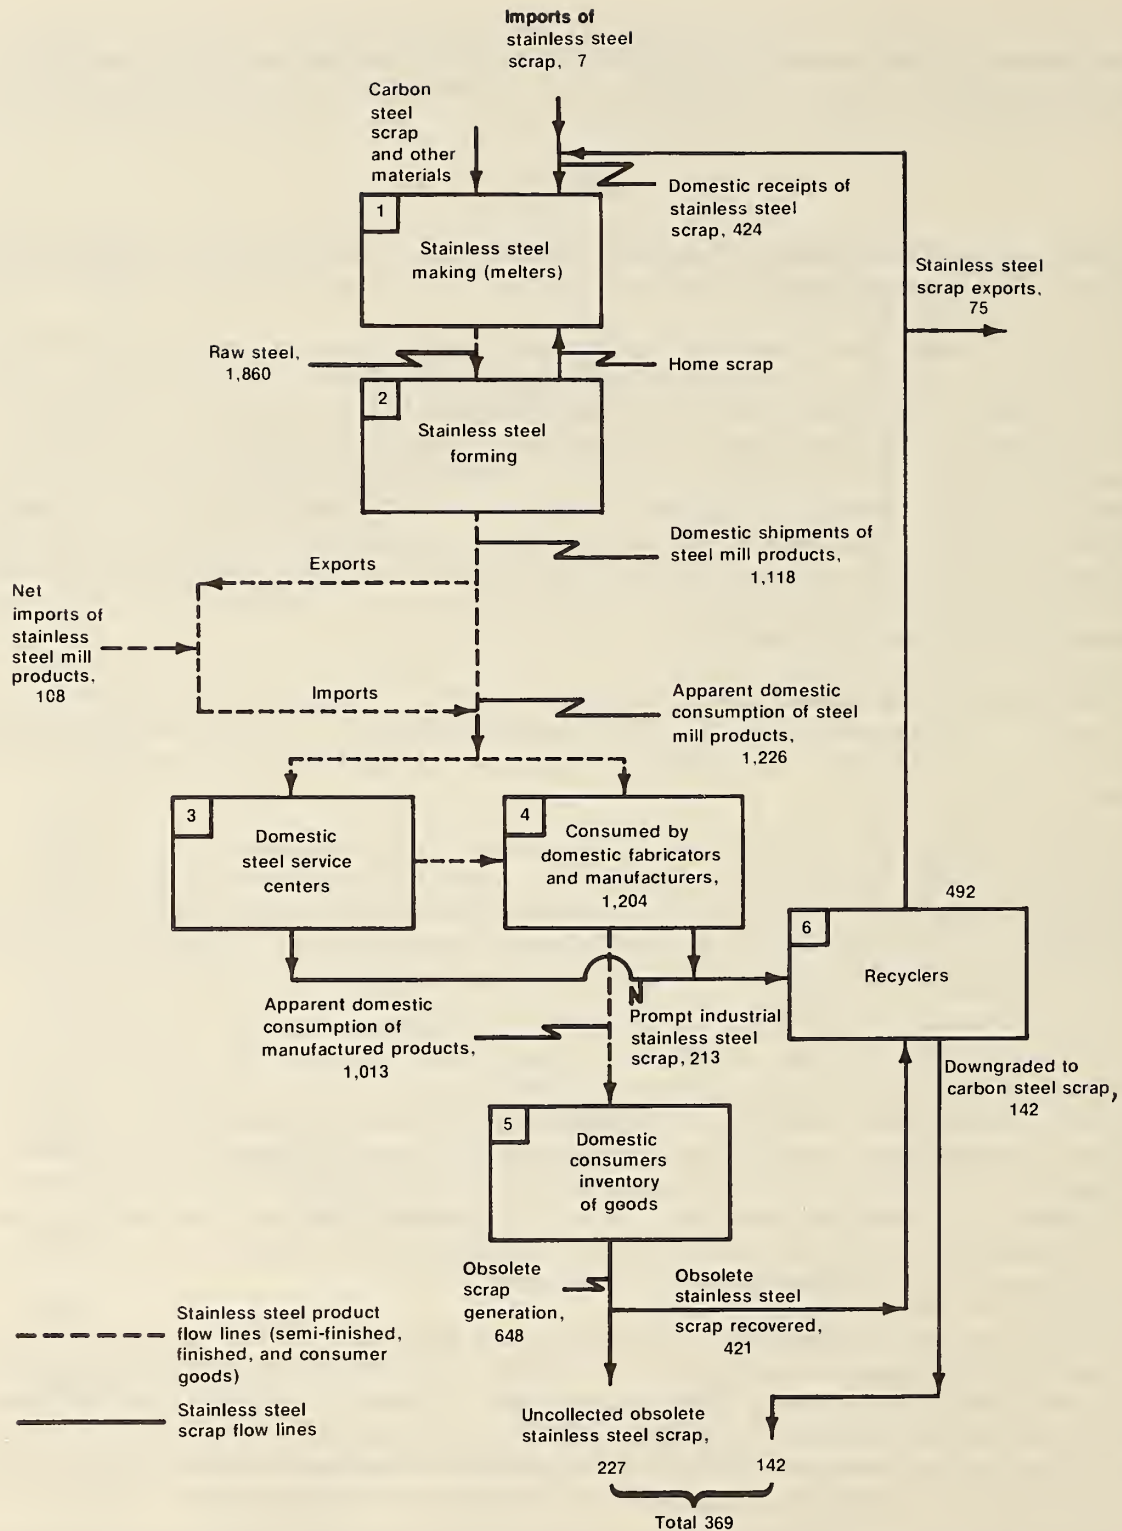 Imports of
stainless steel
scrap, 7
Carbon
steel
scrap
and other
materials
Domestic receipts of
stainless steel
scrap, 424
1
Stainless steel
making (melters)
Stainless steel
scrap exports,
75
Raw steel,
1,860
Home scrap
2
Stainless steel
forming
Domestic shipments of
steel mill products,
1,118
Exports
Net
imports of
stainless
steel mill
products,
108
Imports
Apparent domestic
consumption of steel
mill products,
1,226
3
Domestic
steel service
centers
4
Consumed by
domestic fabricators
and manufacturers,
1,204
492
6
Recyclers
Apparent domestic
consumption of
manufactured products,
1,013
Prompt industrial
stainless steel
scrap, 213
Downgraded to
carbon steel scrap,
142
5
Domestic
consumers
inventory
of goods
Obsolete
scrap
generation,
648
Obsolete
stainless steel
scrap recovered,
421
Stainless steel product
flow lines (semi-finished,
finished, and consumer
goods)
Stainless steel
scrap flow lines
Uncollected obsolete
stainless steel scrap,
227
142
Total 369